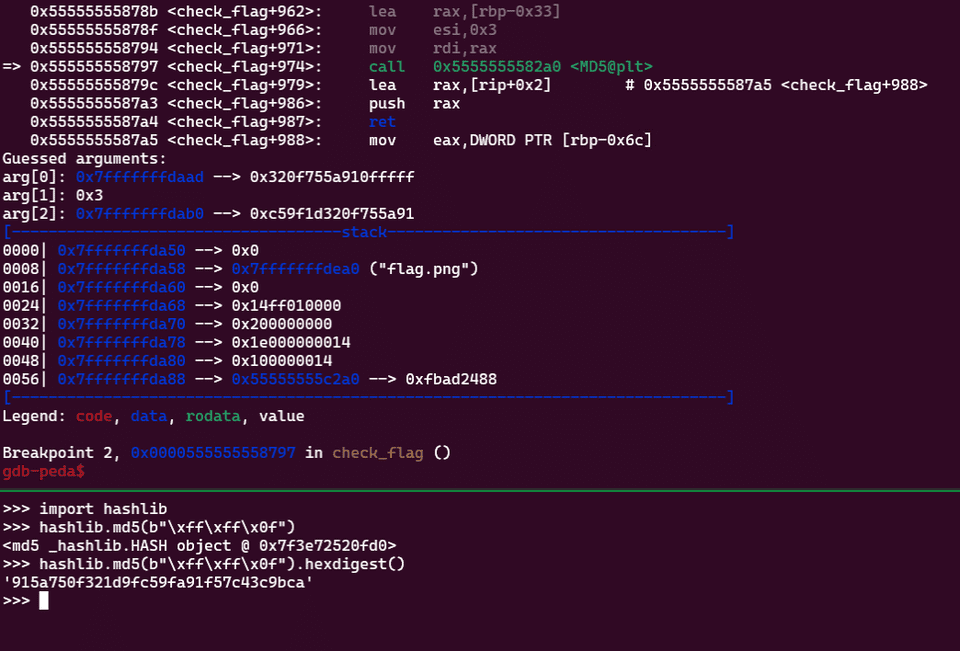 0x55555555878b <check_flag+962>: lea rax,[rbp-0x33]
0x55555555878f <check_flag+966>: mov esi,0x3
0x555555558794 <check_flag+971>: mov rdi,rax
=> 0x555555558797 <check_flag+974>: call 0x5555555582a0 <MD5@plt>
0x55555555879c <check_flag+979>: lea rax,[rip+0x2] # 0x5555555587a5 <check_flag+988>
0x5555555587a3 <check_flag+986>: push rax
0x5555555587a4 <check_flag+987>: ret
0x5555555587a5 <check_flag+988>: mov eax,DWORD PTR [rbp-0x6c]
Guessed arguments:
arg[0]: 0x7fffffffdaad --> 0x320f755a910fffff
arg[1]: 0x3
arg[2]: 0x7fffffffdab0 --> 0xc59f1d320f755a91
[------------------------------------stack-------------------------------------]
0000| 0x7fffffffda50 --> 0x0
0008| 0x7fffffffda58 --> 0x7fffffffdea0 ("flag.png")
0016| 0x7fffffffda60 --> 0x0
0024| 0x7fffffffda68 --> 0x14ff010000
0032| 0x7fffffffda70 --> 0x200000000
0040| 0x7fffffffda78 --> 0x1e00000014
0048| 0x7fffffffda80 --> 0x100000014
0056| 0x7fffffffda88 --> 0x55555555c2a0 --> 0xfbad2488
[------------------------------------------------------------------------------]
Legend: code, data, rodata, value
Breakpoint 2, 0x0000555555558797 in check_flag ()
gdb-peda$
>>> import hashlib
>>> hashlib.md5(b"\xff\xff\x0f")
<md5 _hashlib.HASH object @ 0x7f3e72520fd0>
>>> hashlib.md5(b"\xff\xff\x0f").hexdigest()
'915a750f321d9fc59fa91f57c43c9bca'
>>>